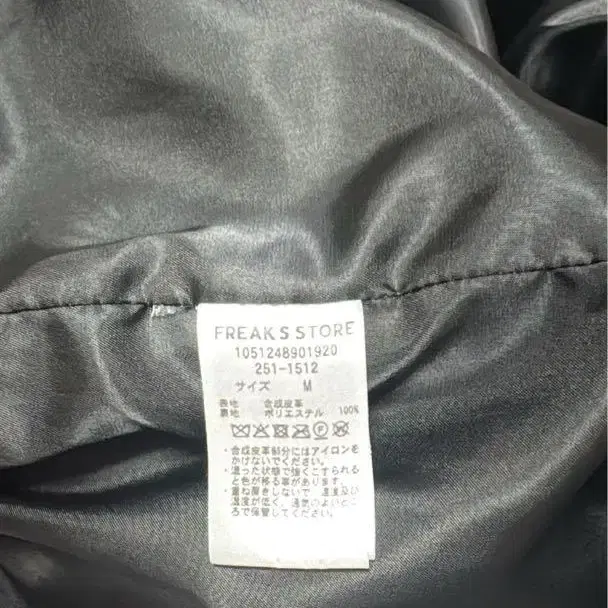 FREAKS STORE
1051248901920
251-1512
サイズ M
表地 合成皮革
裏地 ポリエステル 100%
・合成皮革部分にはアイロンを
かけないでください。
・湿った状態で強くこすられる
と色が移る事があります。
・重ね置きしないで、温度及び
湿度が低く、通気のよいとこ
ろで保管してください。